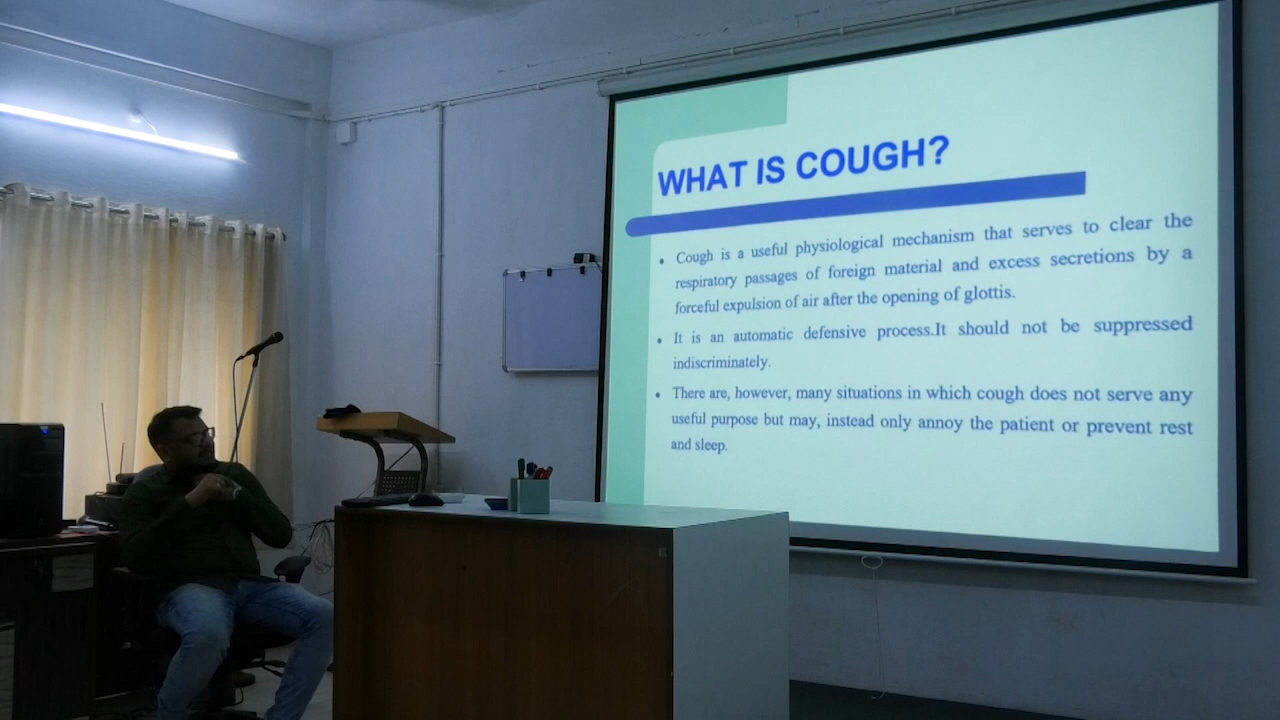 WHAT IS COUGH?
• Cough is a useful physiological mechanism that serves to clear the
respiratory passages of foreign material and excess secretions by a
forceful expulsion of air after the opening of glottis.
• It is an automatic defensive process.It should not be suppressed
indiscriminately.
• There are, however, many situations in which cough does not serve any
useful purpose but may, instead only annoy the patient or prevent rest
and sleep.